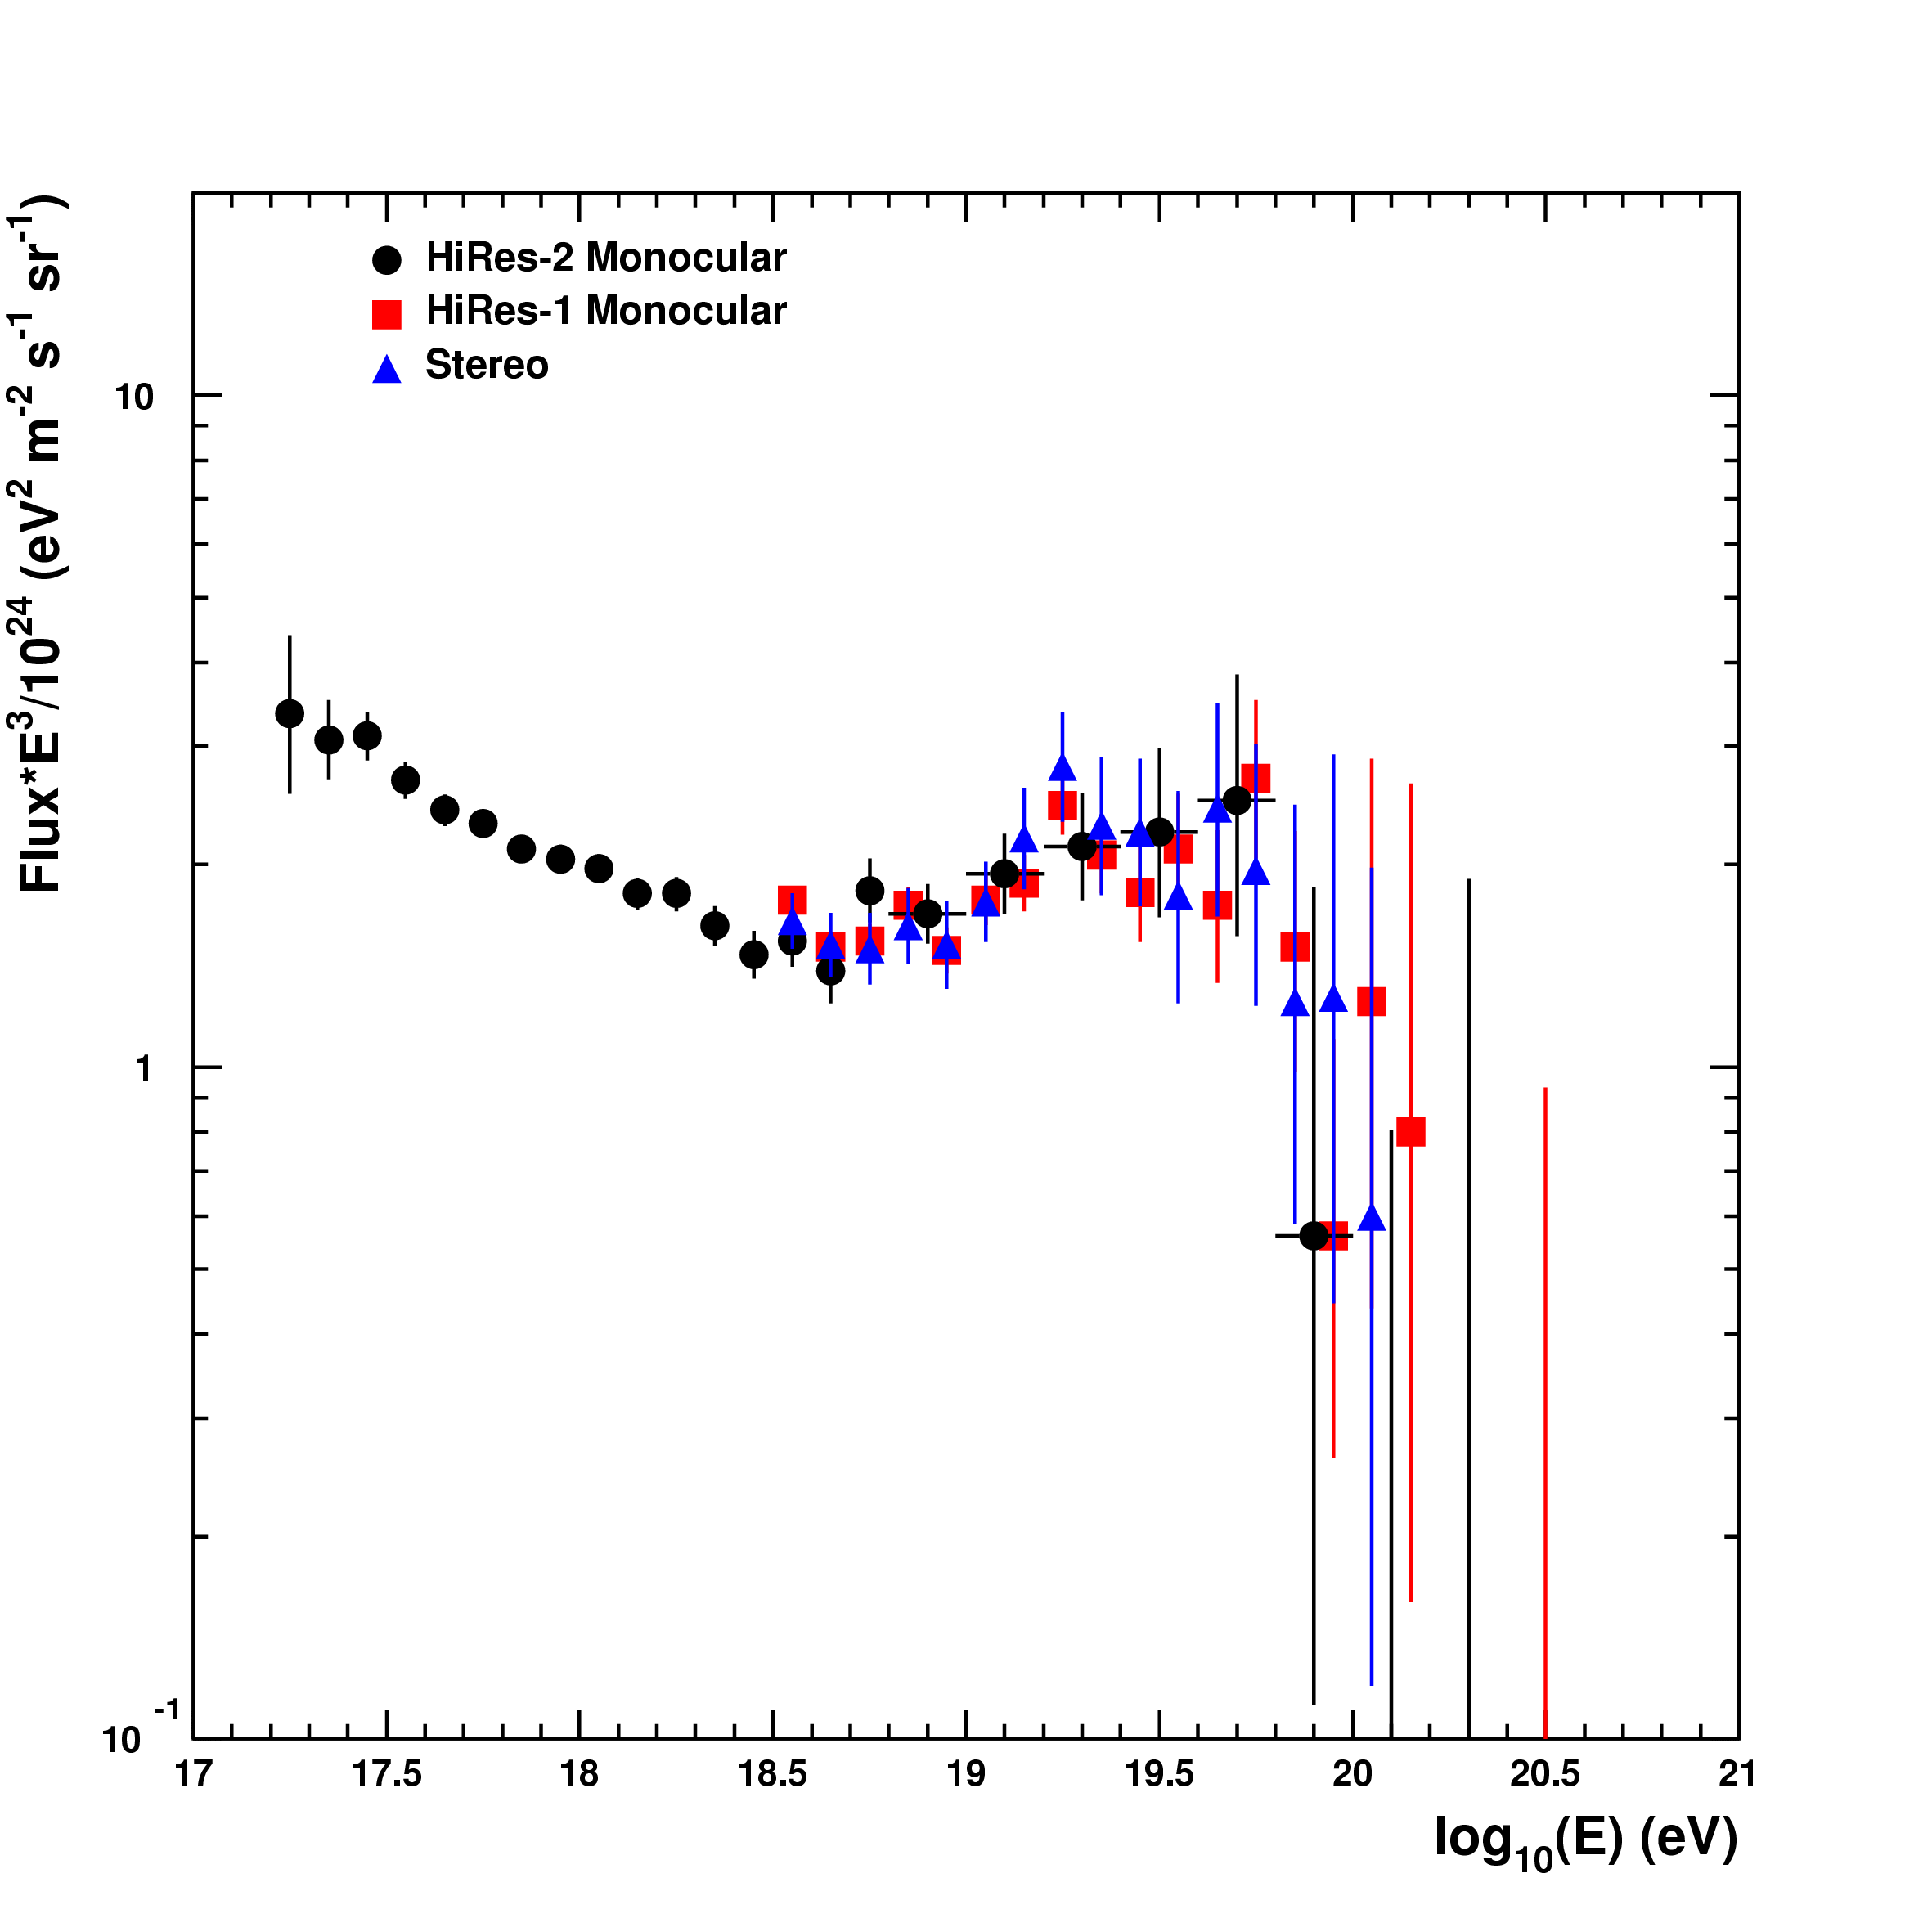 Flux*E³/10²⁴ (eV² m⁻² s⁻¹ sr⁻¹)
HiRes-2 Monocular
HiRes-1 Monocular
Stereo
10
1
10⁻¹
17 17.5 18 18.5 19 19.5 20 20.5 21
log₁₀(E) (eV)